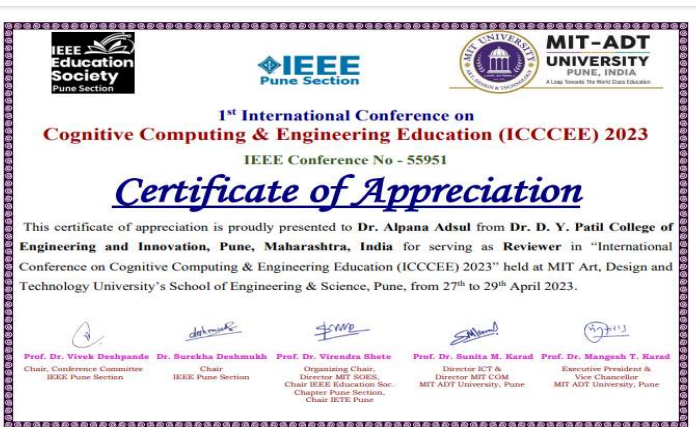 IEEE
Education
Society
Pune Section
IEEE
Pune Section
MIT UNIVERSITY
ART, DESIGN & TECHNOLOGY
MIT-ADT
UNIVERSITY
PUNE, INDIA
A Leap Towards The World Class Education
1st International Conference on
Cognitive Computing & Engineering Education (ICCCEE) 2023
IEEE Conference No - 55951
Certificate of Appreciation
This certificate of appreciation is proudly presented to Dr. Alpana Adsul from Dr. D. Y. Patil College of
Engineering and Innovation, Pune, Maharashtra, India for serving as Reviewer in “International
Conference on Cognitive Computing & Engineering Education (ICCCEE) 2023” held at MIT Art, Design and
Technology University’s School of Engineering & Science, Pune, from 27th to 29th April 2023.
Prof. Dr. Vivek Deshpande
Chair, Conference Committee
IEEE Pune Section
Dr. Surekha Deshmukh
Chair
IEEE Pune Section
Prof. Dr. Virendra Shete
Organizing Chair,
Director MIT SOES,
Chair IEEE Education Soc.
Chapter Pune Section,
Chair IETE Pune
Prof. Dr. Sunita M. Karad
Director ICT &
Director MIT COM
MIT ADT University, Pune
Prof. Dr. Mangesh T. Karad
Executive President &
Vice Chancellor
MIT ADT University, Pune